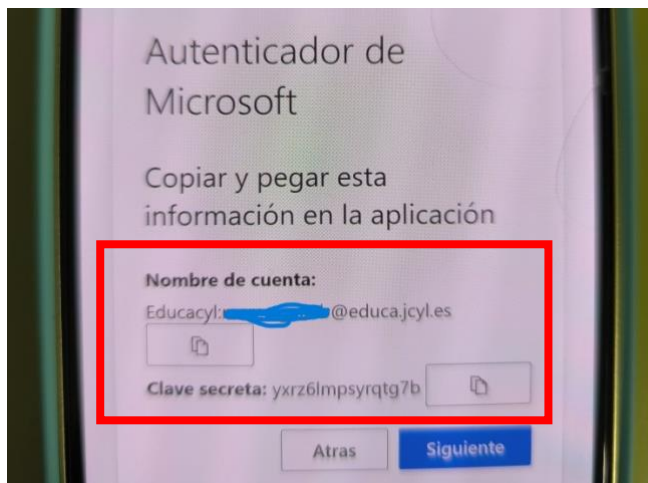 Autenticador de
Microsoft
Copiar y pegar esta
información en la aplicación
Nombre de cuenta:
Educacyl: @educa.jcyl.es
Clave secreta: yxrz6lmpsyrqtg7b
Atras
Siguiente